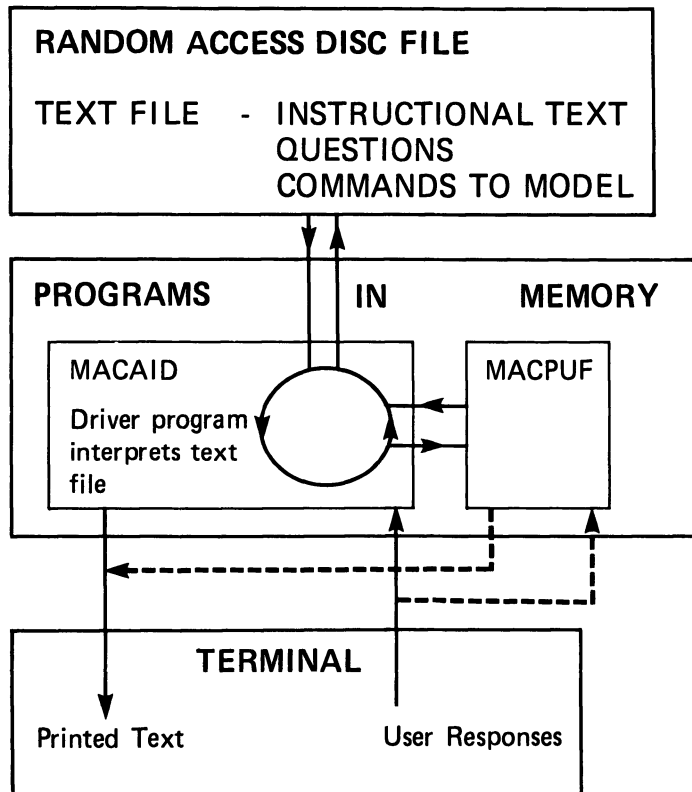 RANDOM ACCESS DISC FILE
TEXT FILE - INSTRUCTIONAL TEXT
QUESTIONS
COMMANDS TO MODEL
PROGRAMS IN MEMORY
MACAID
MACPUF
Driver program
interprets text
file
TERMINAL
Printed Text User Responses